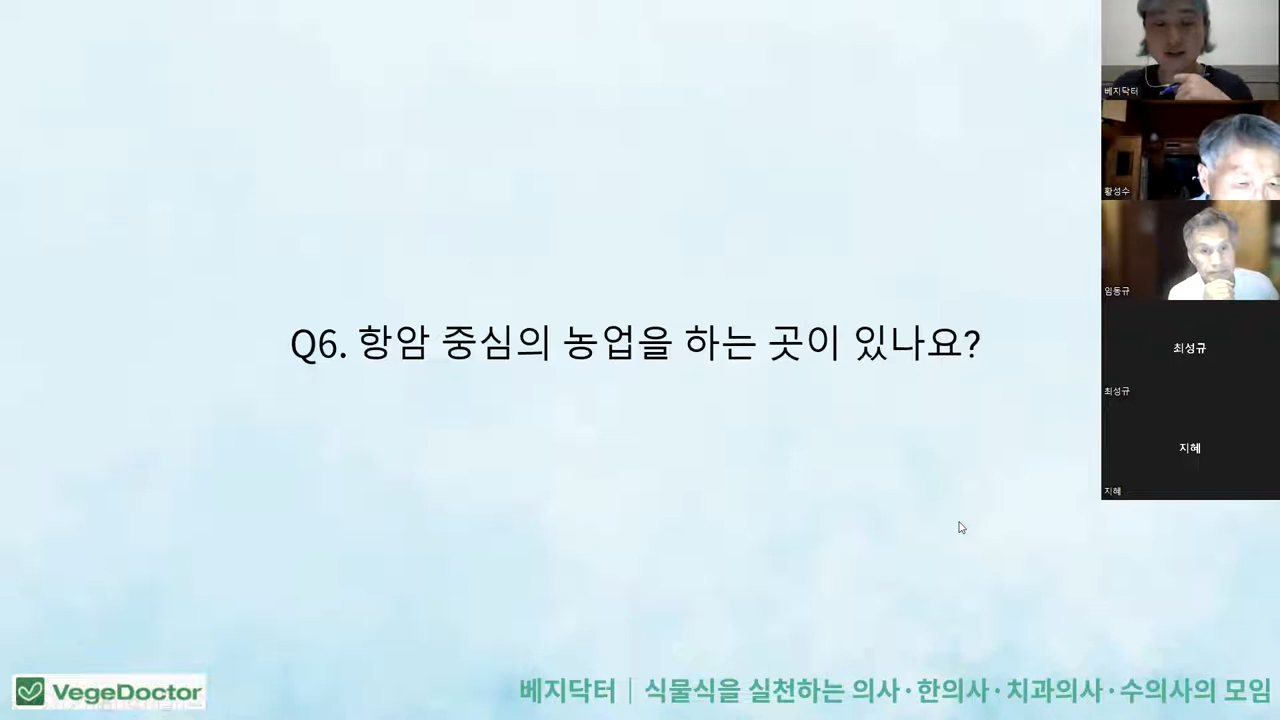 베지닥터
황성수
임동규
Q6. 항암 중심의 농업을 하는 곳이 있나요?
최성규
최성규
지혜
지혜
VegeDoctor
베지닥터 | 식물식을 실천하는 의사·한의사·치과의사·수의사의 모임